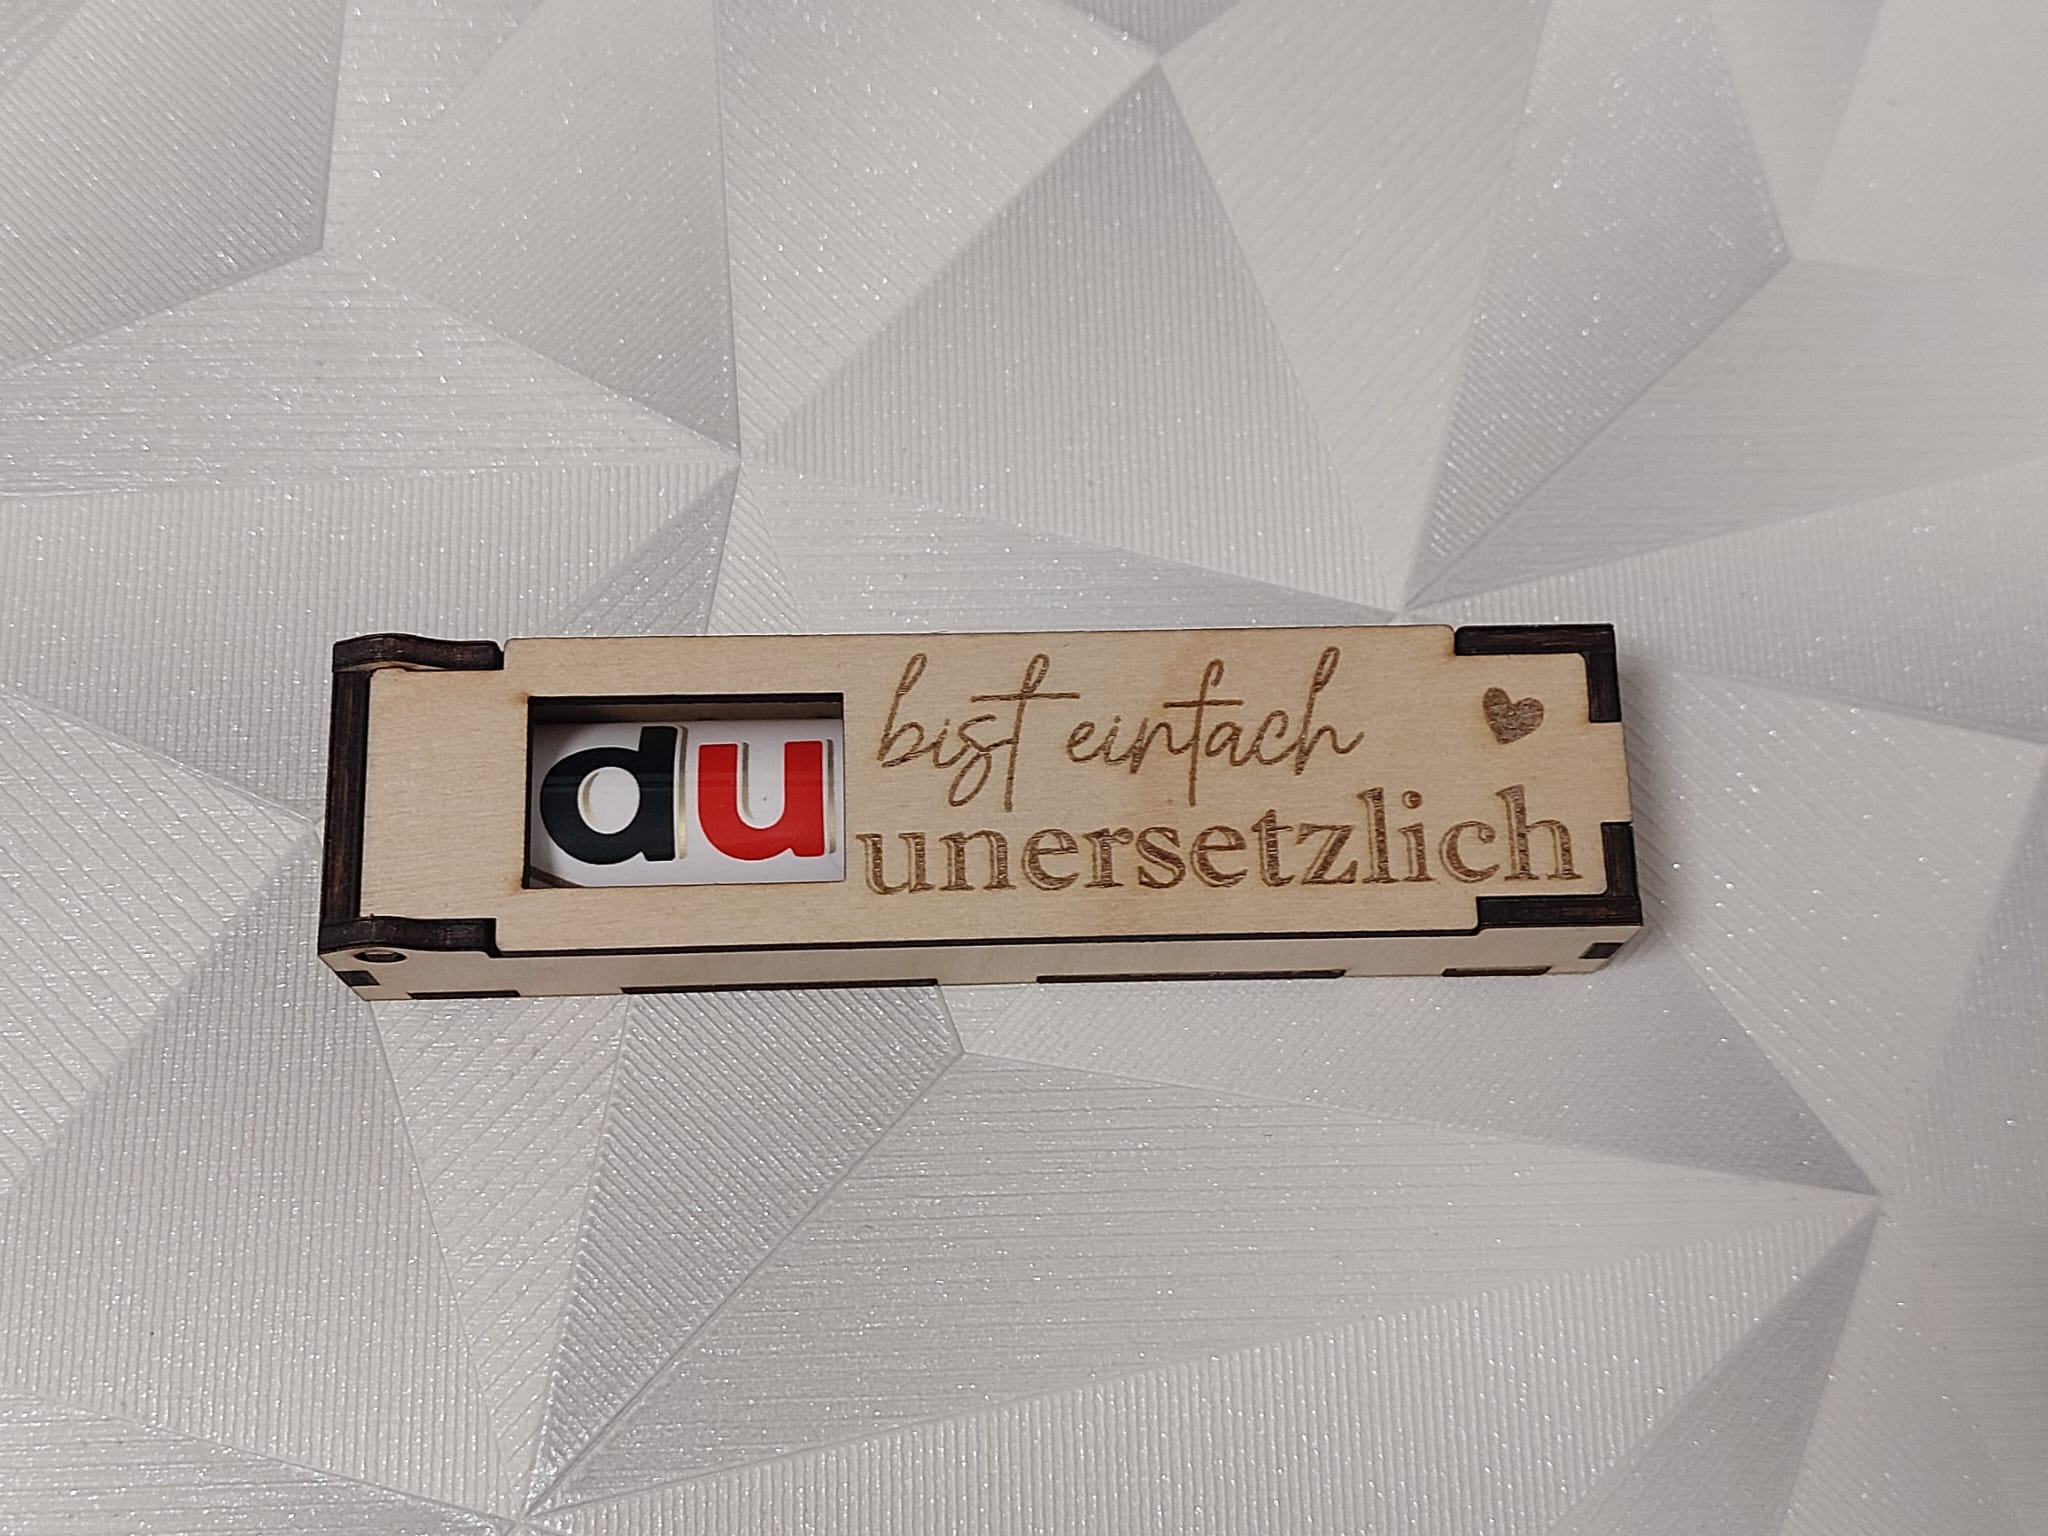 du bist einfach
unersetzlich